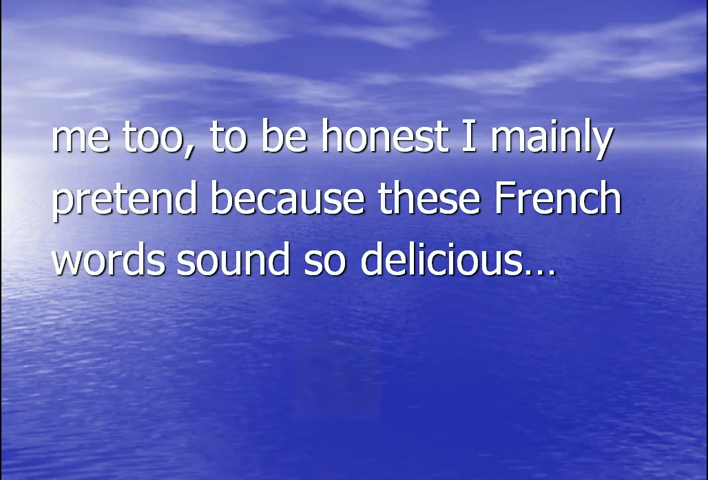 me too, to be honest I mainly
pretend because these French
words sound so delicious…